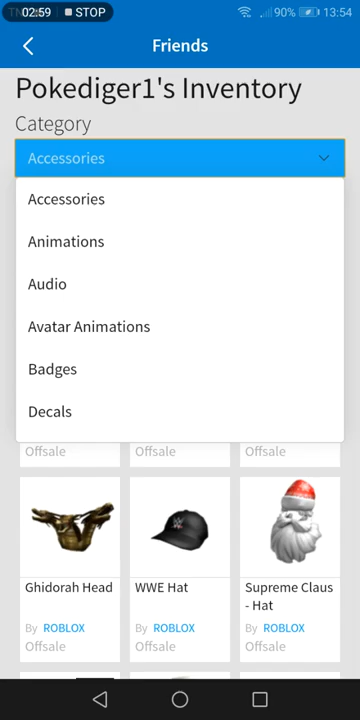 02:59 STOP 90% 13:54
Friends
Pokediger1's Inventory
Category
Accessories
Accessories
Animations
Audio
Avatar Animations
Badges
Decals
Offsale Offsale Offsale
Ghidorah Head WWE Hat Supreme Claus
- Hat
By ROBLOX By ROBLOX By ROBLOX
Offsale Offsale Offsale